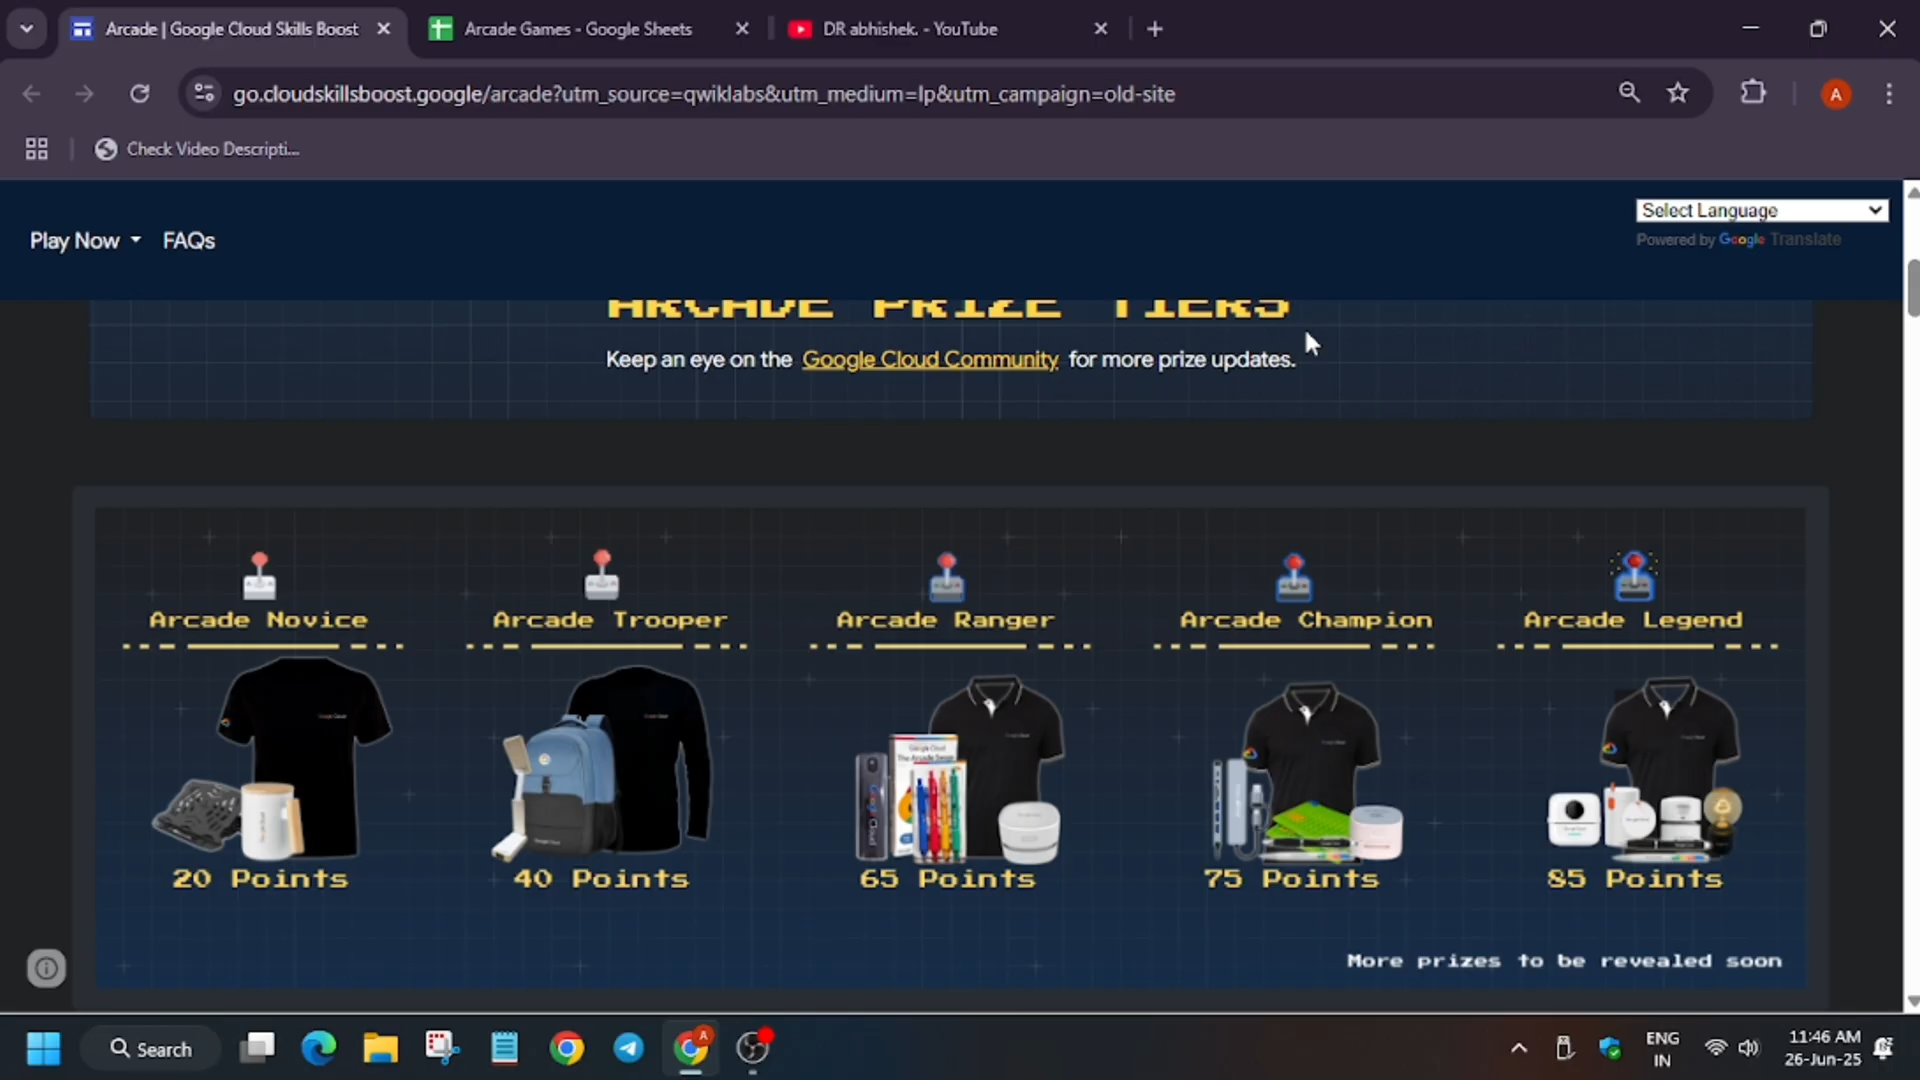 Arcade | Google Cloud Skills Boost
Arcade Games - Google Sheets
DR abhishek. - YouTube
go.cloudskillsboost.google/arcade?utm_source=qwiklabs&utm_medium=lp&utm_campaign=old-site
A
Check Video Descripti...
Play Now FAQs
Select Language
Powered by Google Translate
ARCADE PRIZE TIERS
Keep an eye on the Google Cloud Community for more prize updates.
Arcade Novice
Arcade Trooper
Arcade Ranger
Arcade Champion
Arcade Legend
20 Points
40 Points
65 Points
75 Points
85 Points
More prizes to be revealed soon
Search
A
ENG
IN
11:46 AM
26-Jun-25